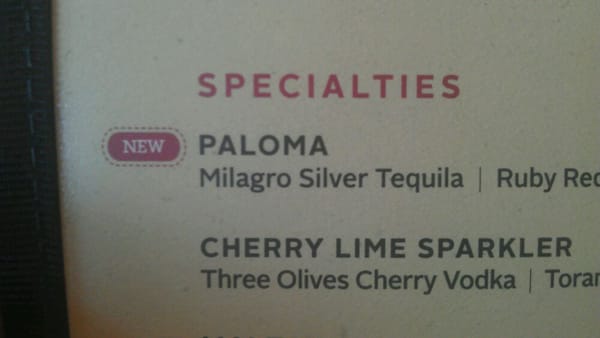 SPECIALTIES
NEW PALOMA
Milagro Silver Tequila | Ruby
CHERRY LIME SPARKLER
Three Olives Cherry Vodka |